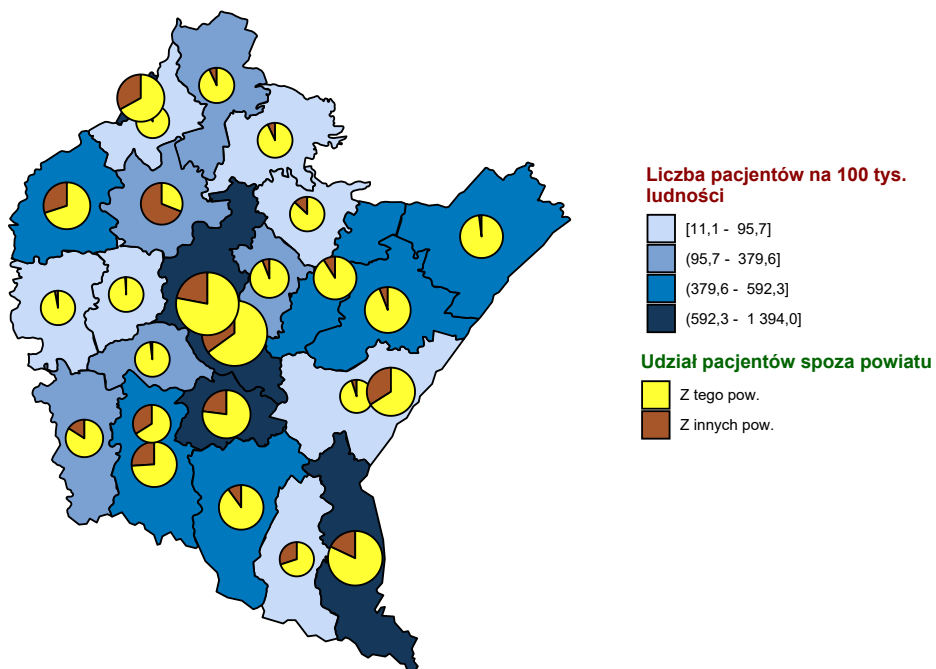 Liczba pacjentów na 100 tys.
ludności
[11,1 - 95,7]
(95,7 - 379,6]
(379,6 - 592,3]
(592,3 - 1 394,0]
Udział pacjentów spoza powiatu
Z tego pow.
Z innych pow.